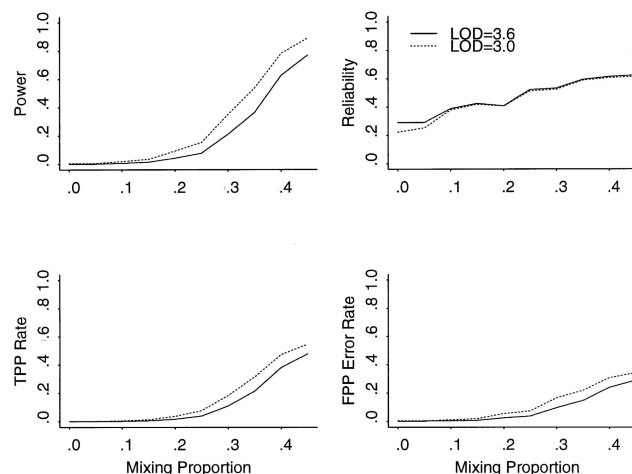 Power
1.0
.8
.6
.4
.2
.0
.0 .1 .2 .3 .4
Reliability
1.0
.8
.6
.4
.2
.0
LOD=3.6
LOD=3.0
.0 .1 .2 .3 .4
TPP Rate
1.0
.8
.6
.4
.2
.0
.0 .1 .2 .3 .4
Mixing Proportion
FPP Error Rate
1.0
.8
.6
.4
.2
.0
.0 .1 .2 .3 .4
Mixing Proportion